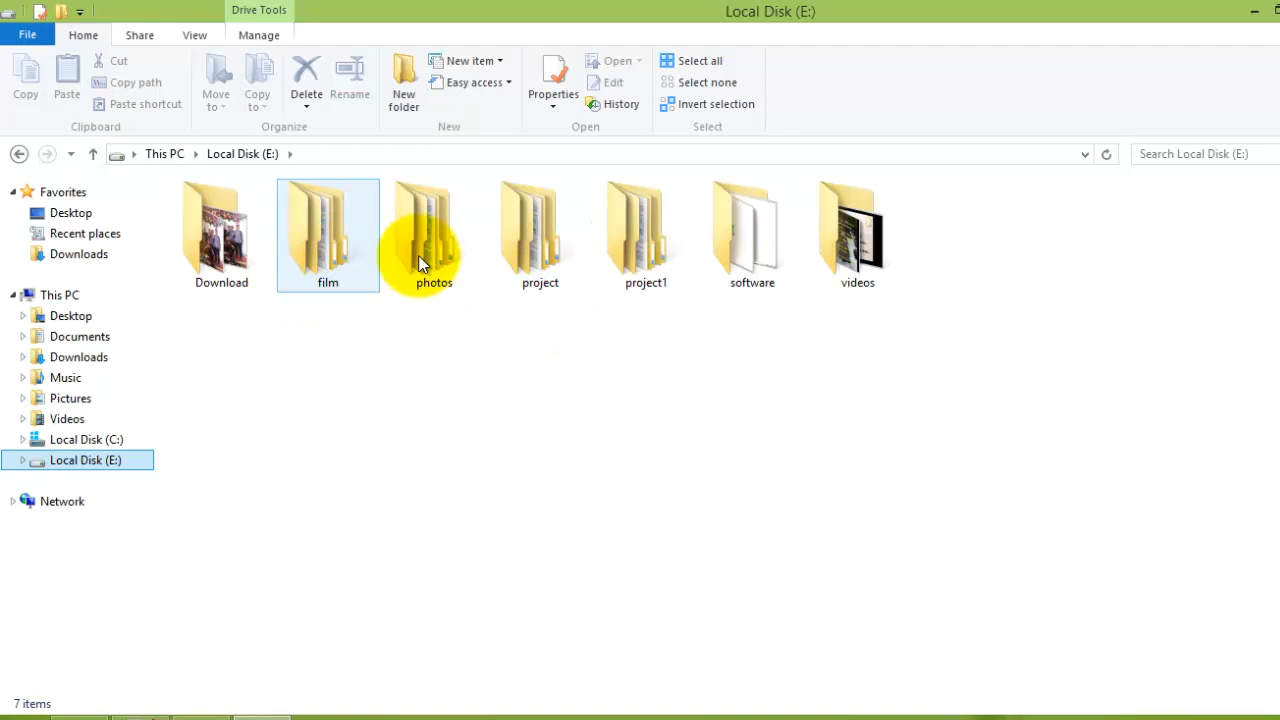 Drive Tools
Local Disk (E:)
File
Home
Share
View
Manage
Copy
Paste
Cut
Copy path
Paste shortcut
Clipboard
Move to
Copy to
Delete
Rename
Organize
New folder
New item
Easy access
New
Properties
Open
Edit
History
Open
Select all
Select none
Invert selection
Select
This PC
Local Disk (E:)
Search Local Disk (E:)
Favorites
Desktop
Recent places
Downloads
This PC
Desktop
Documents
Downloads
Music
Pictures
Videos
Local Disk (C:)
Local Disk (E:)
Network
Download
film
photos
project
project1
software
videos
7 items